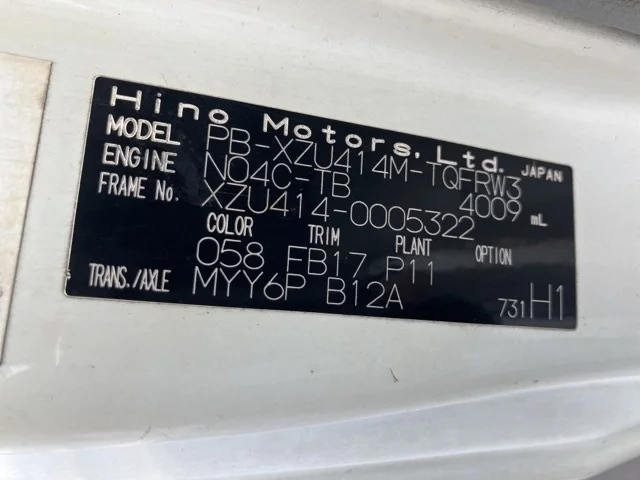 Hino Motors, Ltd. JAPAN
MODEL PB-XZU414M-TQFRW3
ENGINE N04C-TB 4009 mL
FRAME No. XZU414-0005322
COLOR TRIM PLANT OPTION
058 FB17 P11
TRANS./AXLE MYY6P B12A
731 H1